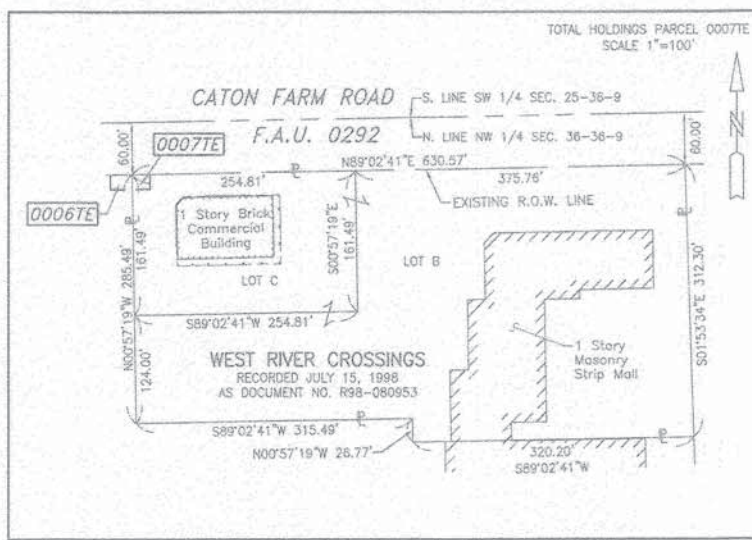 TOTAL HOLDINGS PARCEL 0007TE
SCALE 1"=100'
N
CATON FARM ROAD
S. LINE SW 1/4 SEC. 25-36-9
F.A.U. 0292
N. LINE NW 1/4 SEC. 36-36-9
60.00'
60.00'
0007TE
N89°02'41"E 630.57'
0006TE
254.81'
375.76'
EXISTING R.O.W. LINE
1 Story Brick
Commercial
Building
N00°57'19"W 285.49'
161.49'
S00°57'19"E
161.49'
LOT B
LOT C
S01°53'34"E 312.30'
S89°02'41"W 254.81'
1 Story
Masonry
Strip Mall
WEST RIVER CROSSINGS
RECORDED JULY 15, 1998
AS DOCUMENT NO. R98-080953
124.00'
S89°02'41"W 315.49'
N00°57'19"W 26.77'
320.20'
S89°02'41"W